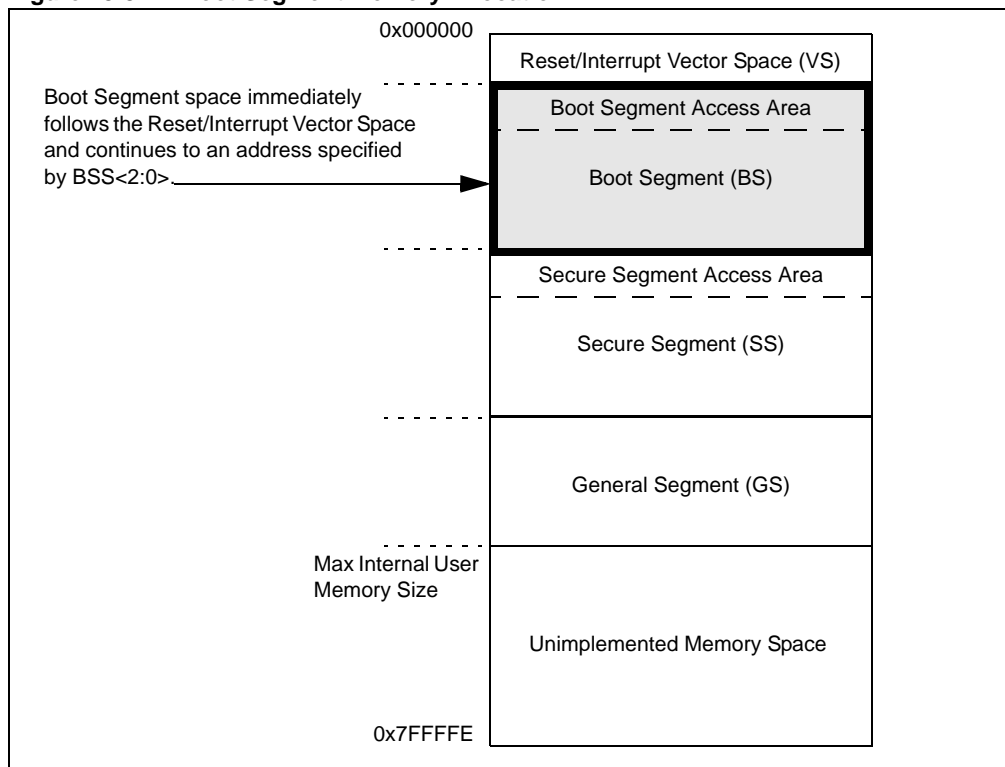 0x000000
Reset/Interrupt Vector Space (VS)
Boot Segment space immediately
follows the Reset/Interrupt Vector Space
and continues to an address specified
by BSS<2:0>.
Boot Segment Access Area
Boot Segment (BS)
Secure Segment Access Area
Secure Segment (SS)
General Segment (GS)
Max Internal User
Memory Size
Unimplemented Memory Space
0x7FFFFE